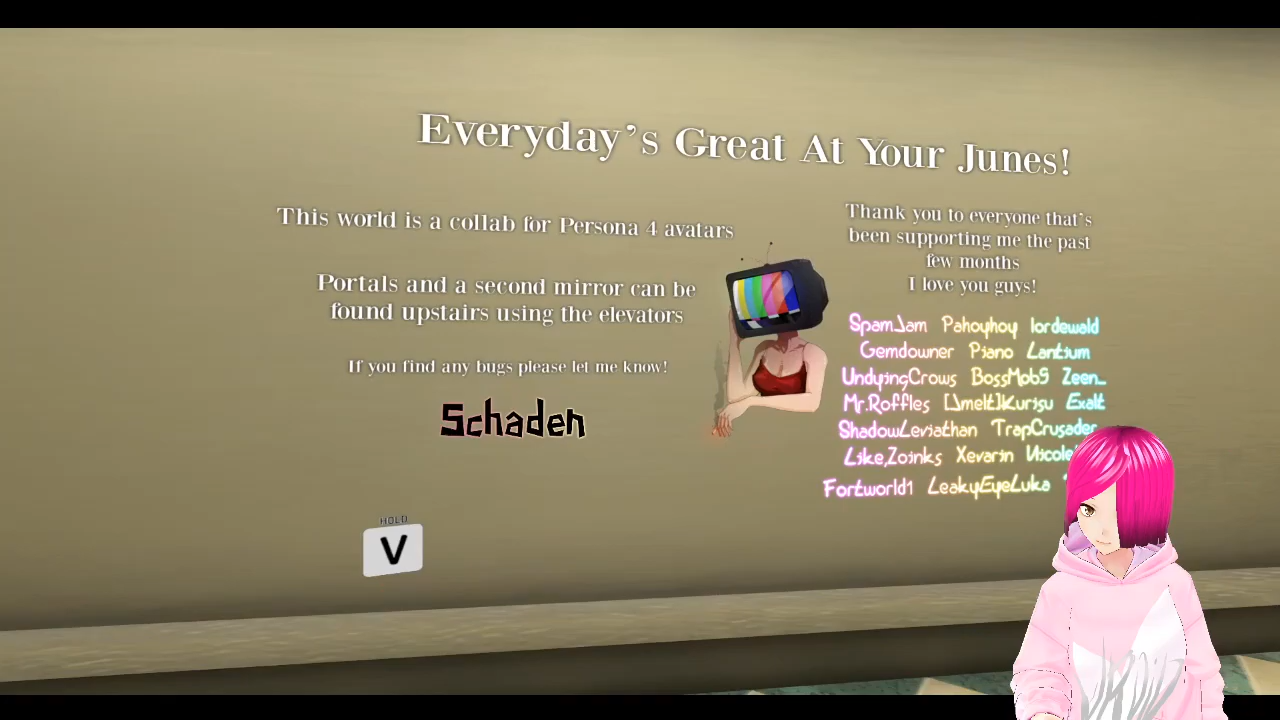 Everyday's Great At Your Junes!
This world is a collab for Persona 4 avatars
Portals and a second mirror can be
found upstairs using the elevators
If you find any bugs please let me know!
Schaden
Thank you to everyone that's
been supporting me the past
few months
I love you guys!
SpamJam Pahoyhoy lordewald
Gemdowner Piano Lantium
UndyingCrows BossMob9 Zeen_
Mr.Roffles [Jmelt]Kurisu Exalt
ShadowLeviathan TrapCrusader
Like,Zoinks Xevarin
Fortworld1 LeakyEyeLuka
HOLD
V